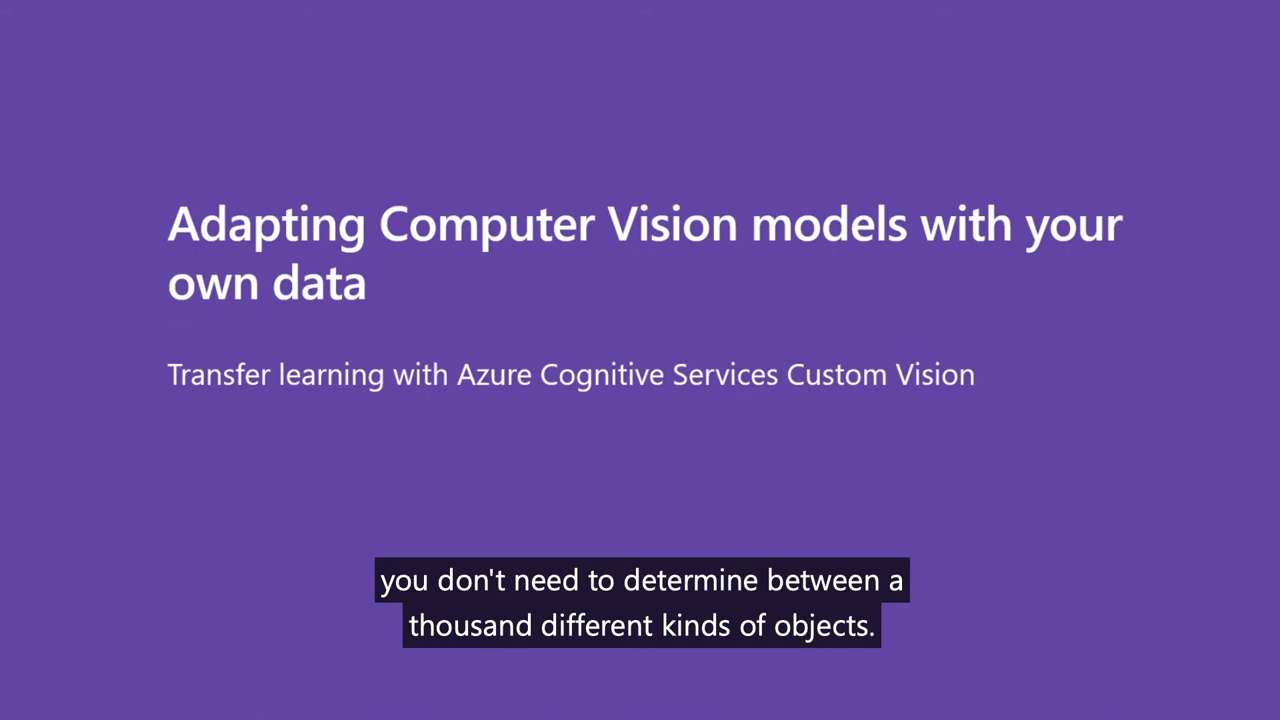 Adapting Computer Vision models with your
own data
Transfer learning with Azure Cognitive Services Custom Vision
you don't need to determine between a
thousand different kinds of objects.